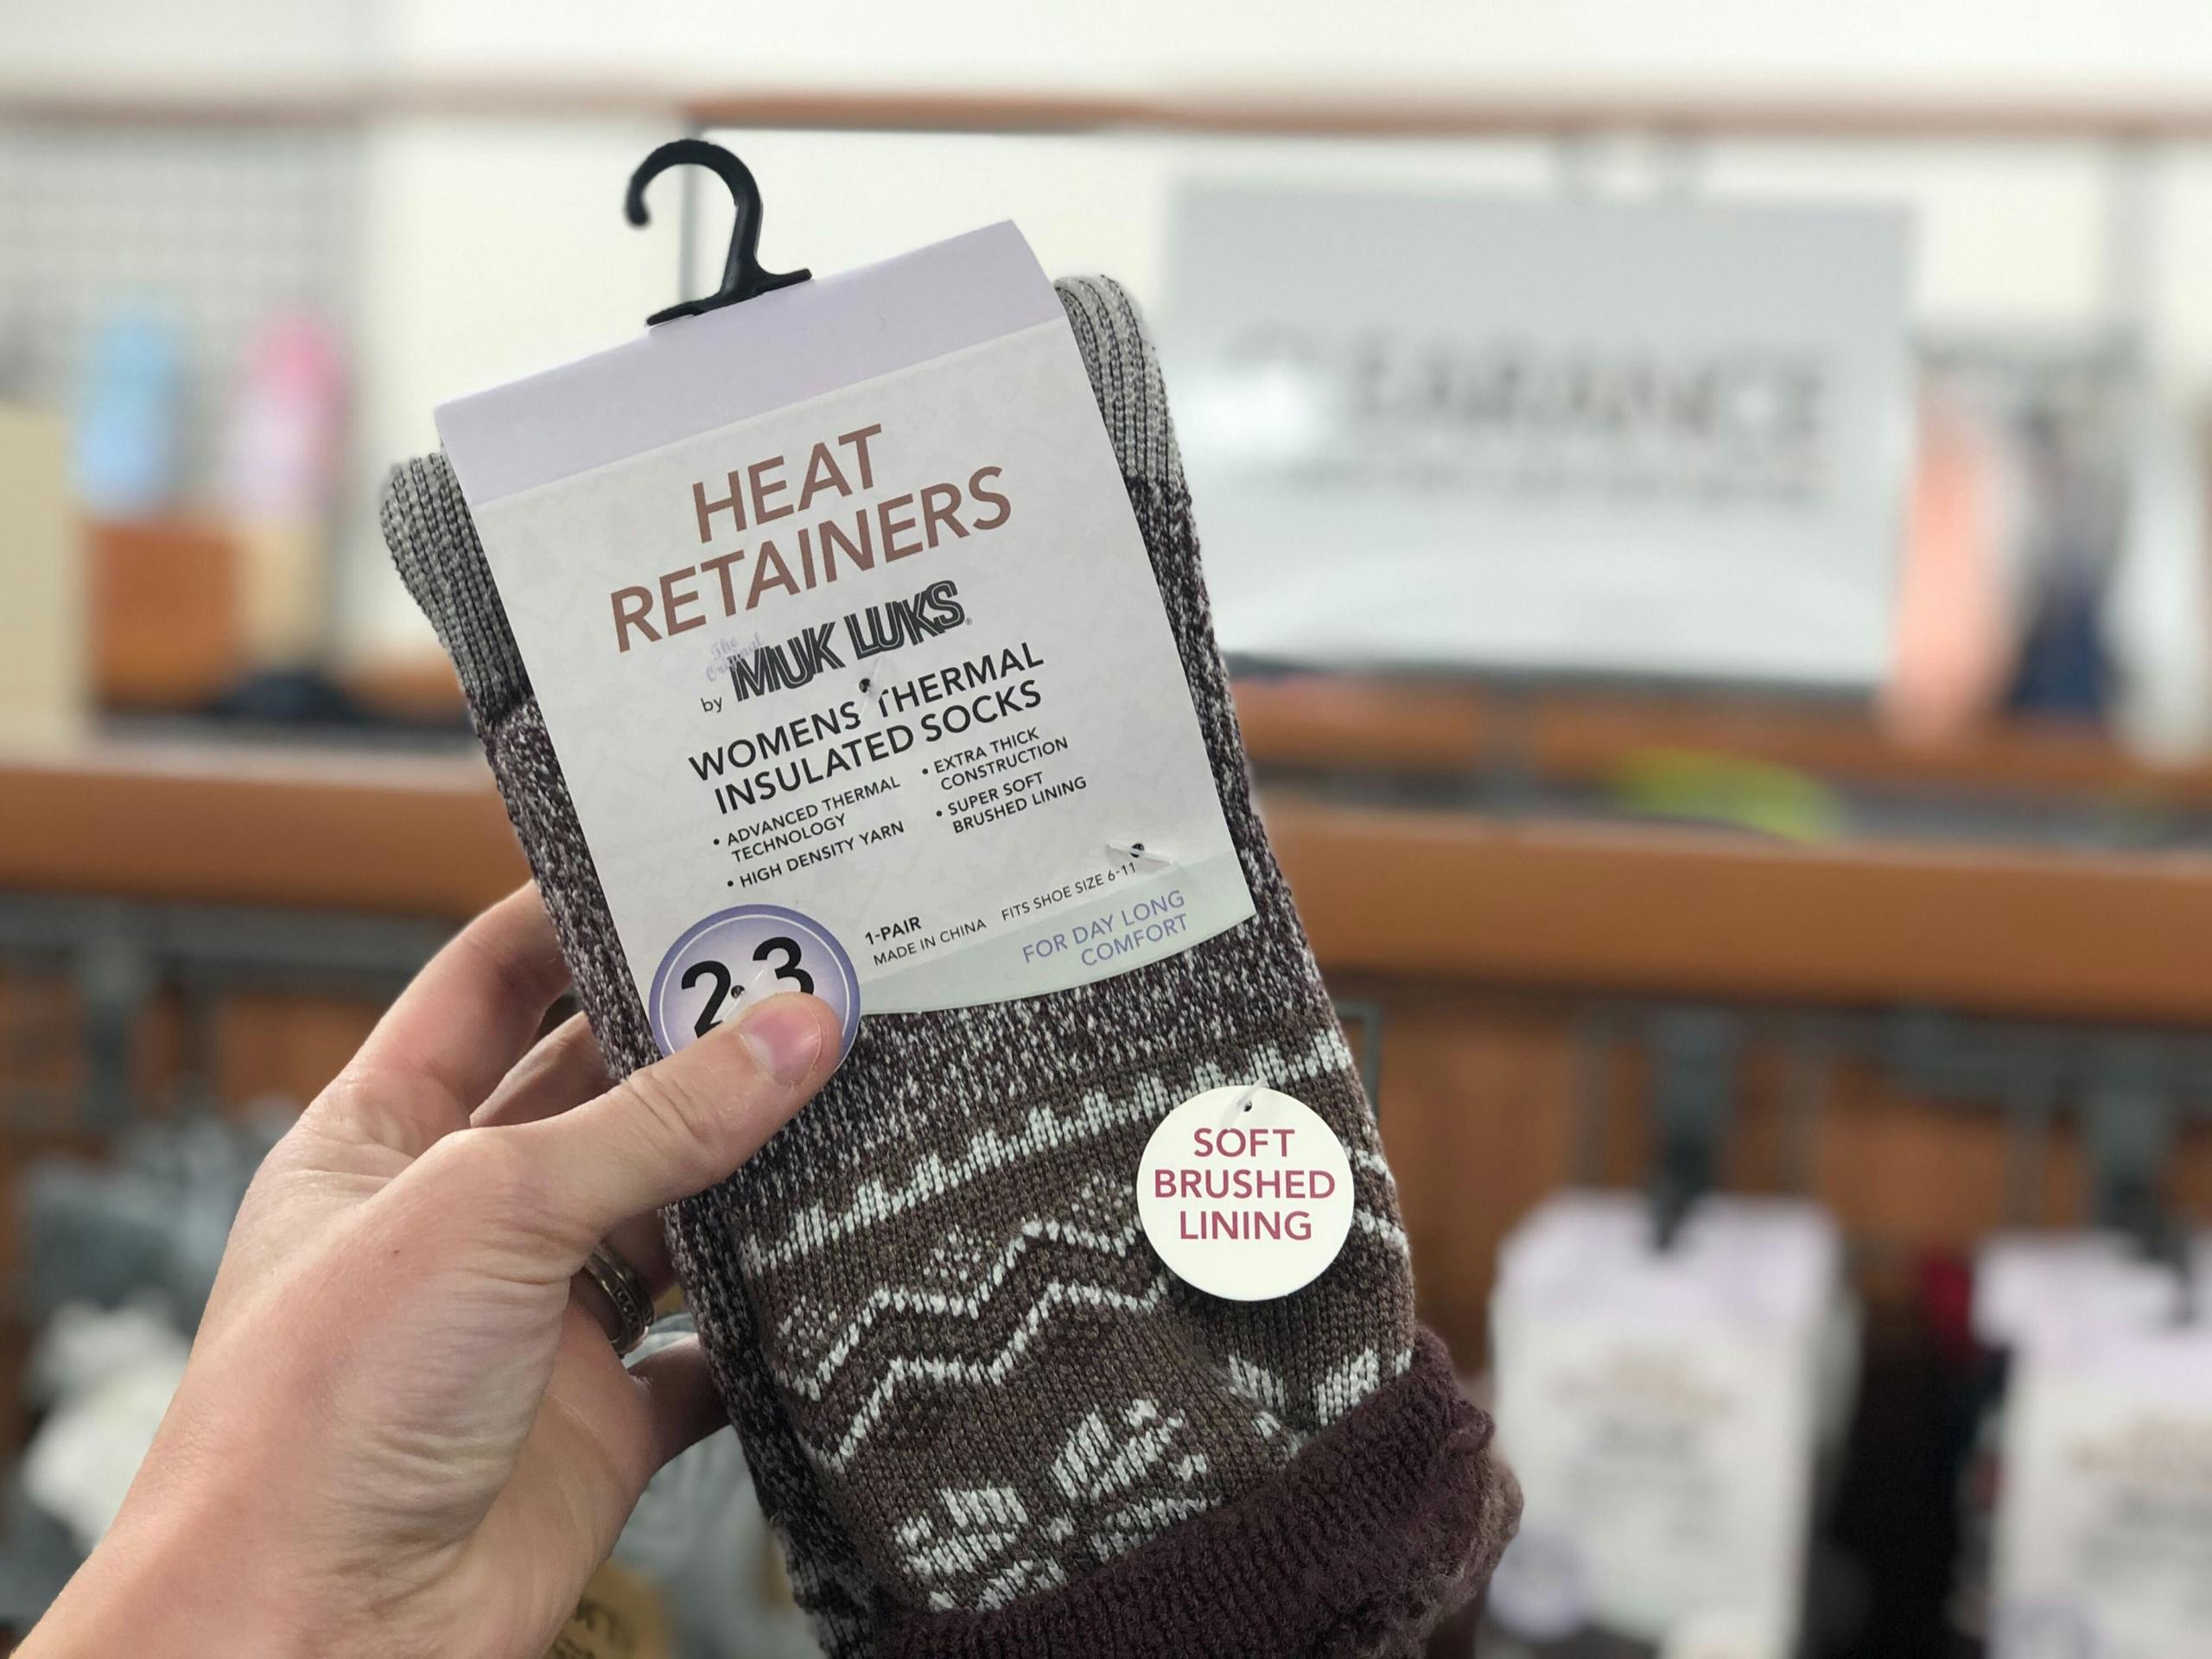 HEAT
RETAINERS
The
Original
by MUK LUKS®
WOMENS THERMAL
INSULATED SOCKS
• ADVANCED THERMAL
TECHNOLOGY
• HIGH DENSITY YARN
• EXTRA THICK
CONSTRUCTION
• SUPER SOFT
BRUSHED LINING
1-PAIR
MADE IN CHINA
FITS SHOE SIZE 6-11
FOR DAY LONG
COMFORT
2.3
SOFT
BRUSHED
LINING
CLEARANCE